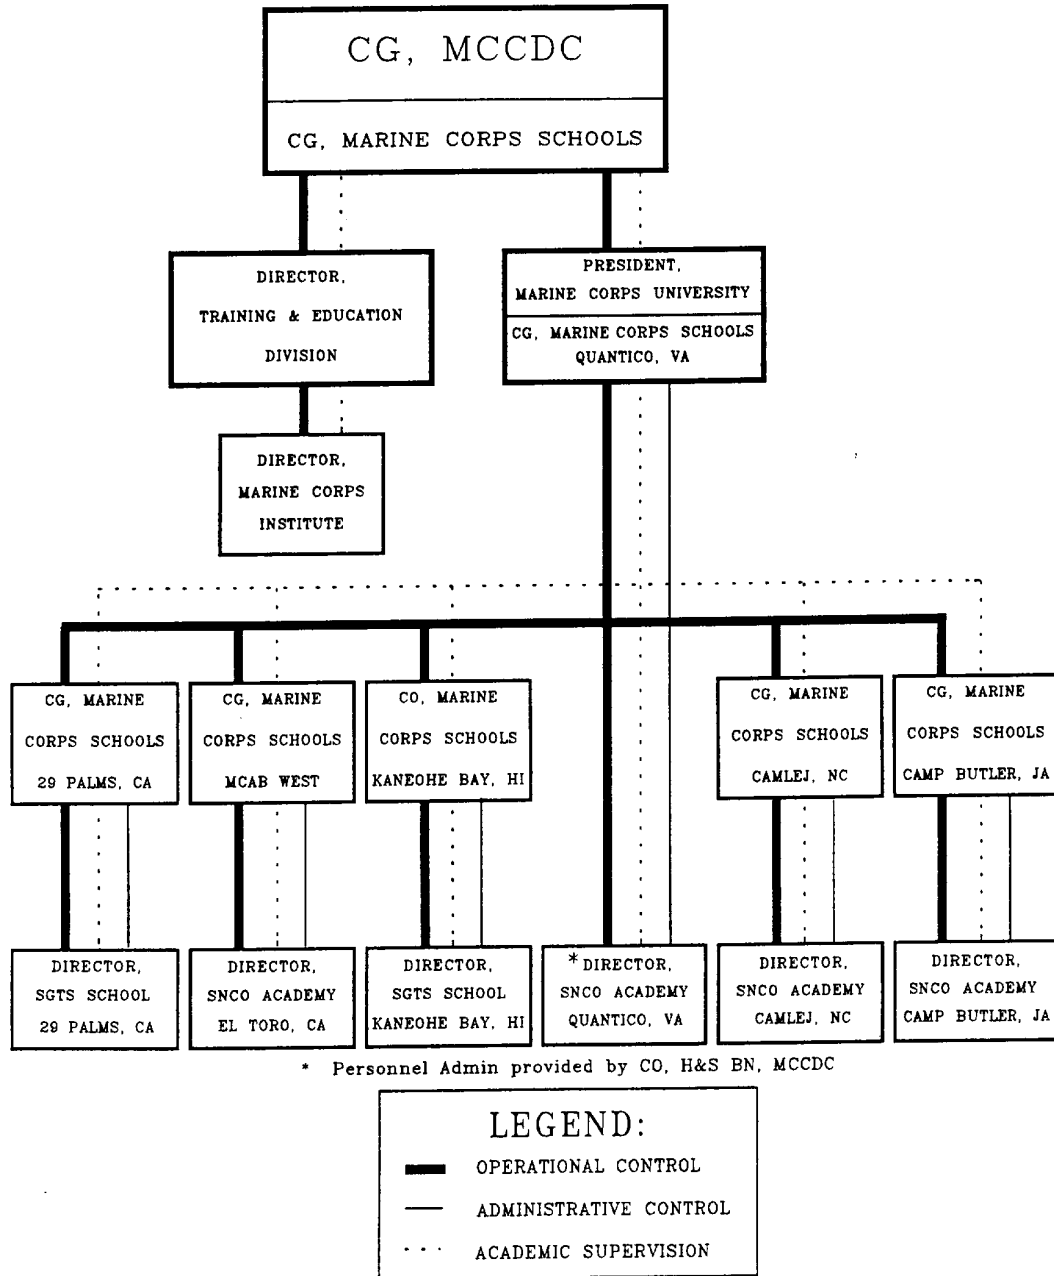 CG, MCCDC
CG, MARINE CORPS SCHOOLS
DIRECTOR,
TRAINING & EDUCATION
DIVISION
PRESIDENT,
MARINE CORPS UNIVERSITY
CG, MARINE CORPS SCHOOLS
QUANTICO, VA
DIRECTOR,
MARINE CORPS
INSTITUTE
CG, MARINE
CORPS SCHOOLS
29 PALMS, CA
CG, MARINE
CORPS SCHOOLS
MCAB WEST
CO, MARINE
CORPS SCHOOLS
KANEOHE BAY, HI
CG, MARINE
CORPS SCHOOLS
CAMLEJ, NC
CG, MARINE
CORPS SCHOOLS
CAMP BUTLER, JA
DIRECTOR,
SGTS SCHOOL
29 PALMS, CA
DIRECTOR,
SNCO ACADEMY
EL TORO, CA
DIRECTOR,
SGTS SCHOOL
KANEOHE BAY, HI
* DIRECTOR,
SNCO ACADEMY
QUANTICO, VA
DIRECTOR,
SNCO ACADEMY
CAMLEJ, NC
DIRECTOR,
SNCO ACADEMY
CAMP BUTLER, JA
* Personnel Admin provided by CO, H&S BN, MCCDC
LEGEND:
OPERATIONAL CONTROL
ADMINISTRATIVE CONTROL
ACADEMIC SUPERVISION